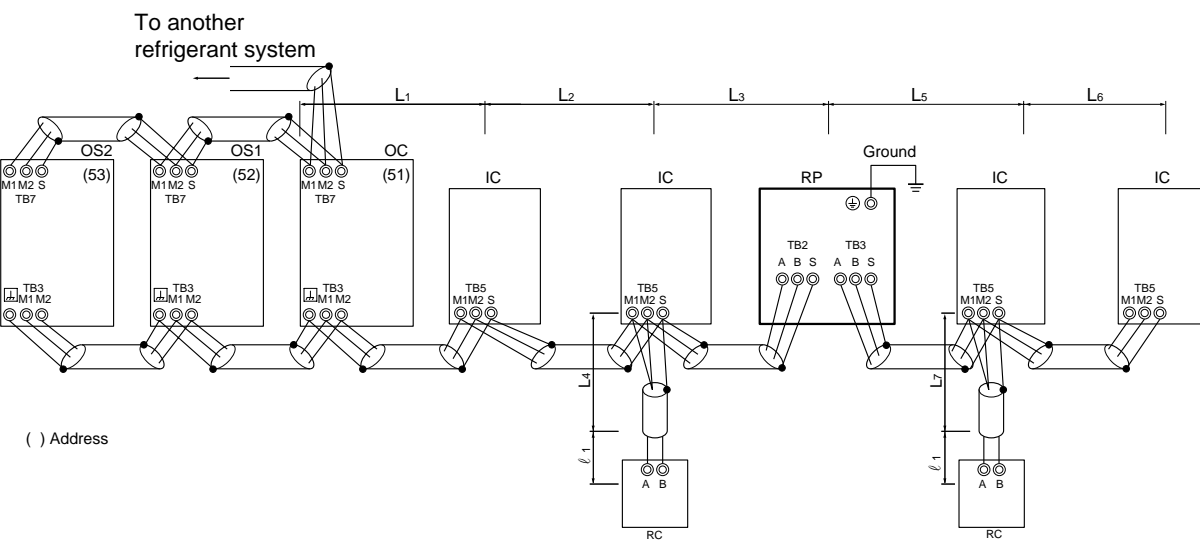 To another
refrigerant system
L1 L2 L3 L5 L6
OS2 OS1 OC Ground
(53) (52) (51) IC IC RP IC IC
M1 M2 S M1 M2 S M1 M2 S
TB7 TB7 TB7
TB2 TB3
A B S A B S
TB3 TB3 TB3 TB5 TB5 TB5 TB5
M1 M2 M1 M2 M1 M2 M1 M2 S M1 M2 S M1 M2 S M1 M2 S
L4 L7
( ) Address
ℓ1 ℓ1
A B A B
RC RC